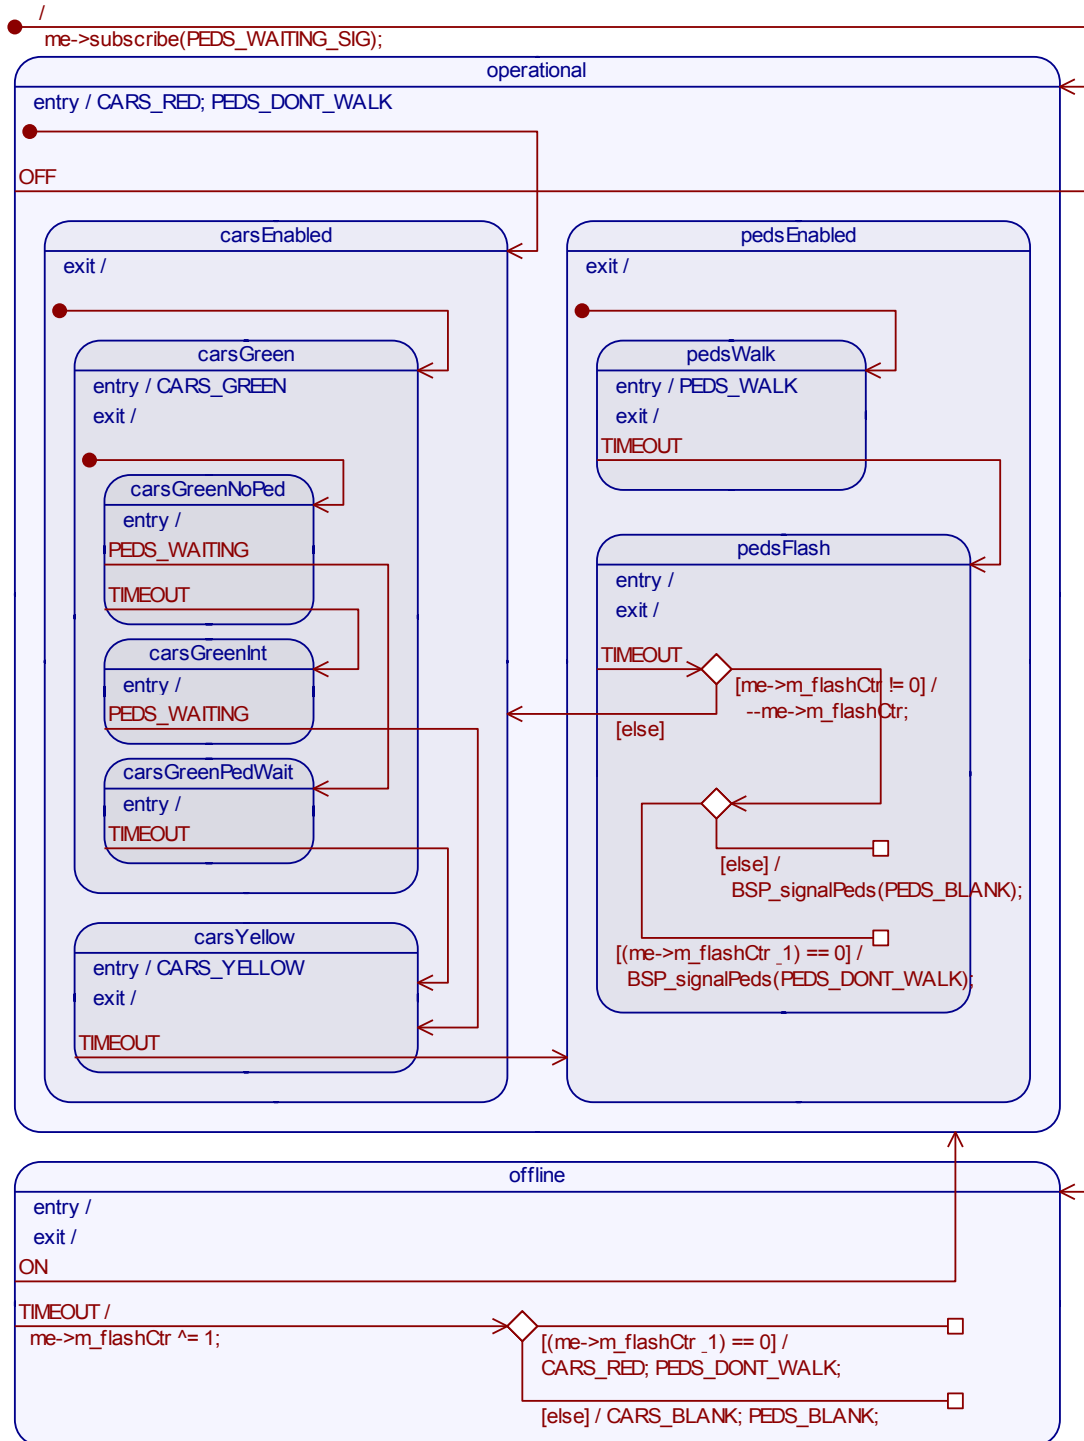 /
me->subscribe(PEDS_WAITING_SIG);
operational
entry / CARS_RED; PEDS_DONT_WALK
OFF
carsEnabled
exit /
carsGreen
entry / CARS_GREEN
exit /
carsGreenNoPed
entry /
PEDS_WAITING
TIMEOUT
carsGreenInt
entry /
PEDS_WAITING
carsGreenPedWait
entry /
TIMEOUT
carsYellow
entry / CARS_YELLOW
exit /
TIMEOUT
pedsEnabled
exit /
pedsWalk
entry / PEDS_WALK
exit /
TIMEOUT
pedsFlash
entry /
exit /
TIMEOUT
[me->m_flashCtr != 0] /
--me->m_flashCtr;
[else]
[else] /
BSP_signalPeds(PEDS_BLANK);
[(me->m_flashCtr _1) == 0] /
BSP_signalPeds(PEDS_DONT_WALK);
offline
entry /
exit /
ON
TIMEOUT /
me->m_flashCtr ^= 1;
[(me->m_flashCtr _1) == 0] /
CARS_RED; PEDS_DONT_WALK;
[else] / CARS_BLANK; PEDS_BLANK;